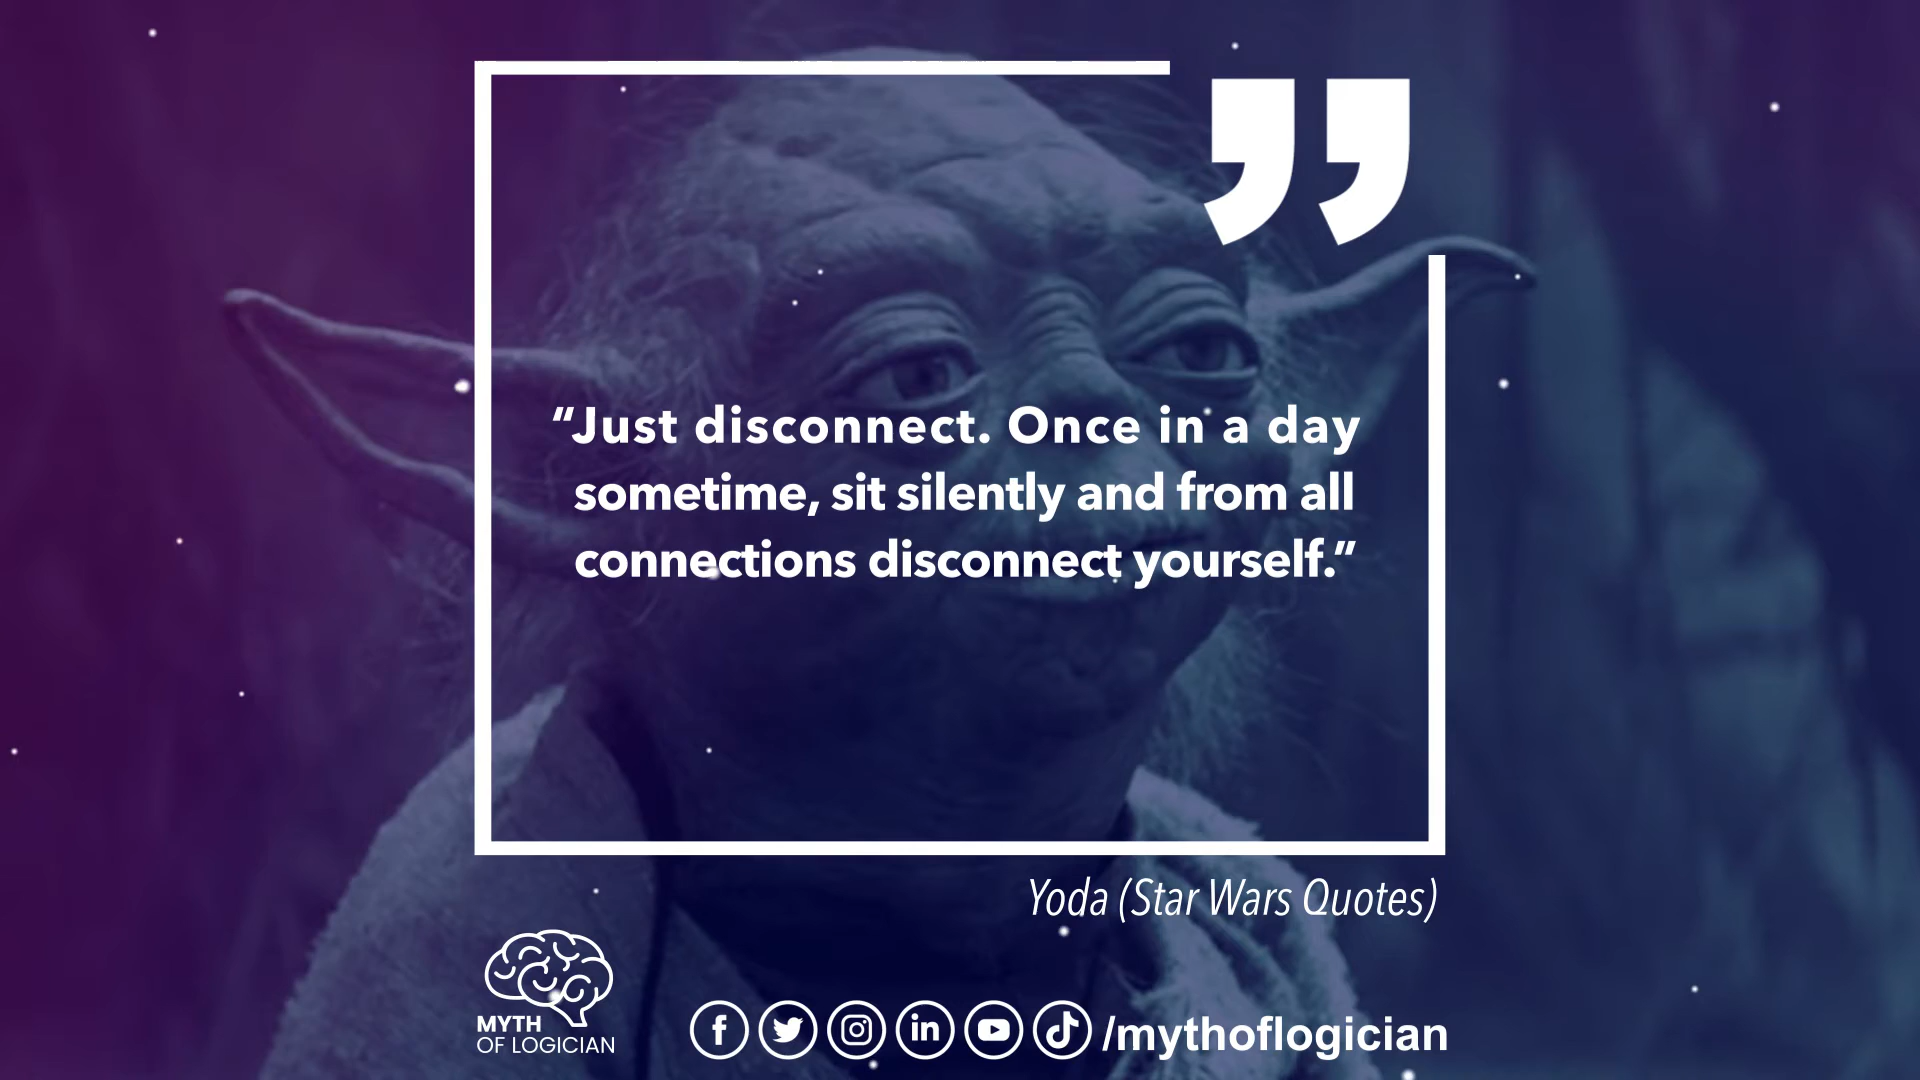 “Just disconnect. Once in a day
sometime, sit silently and from all
connections disconnect yourself.”
Yoda (Star Wars Quotes)
MYTH
OF LOGICIAN
/mythoflogician